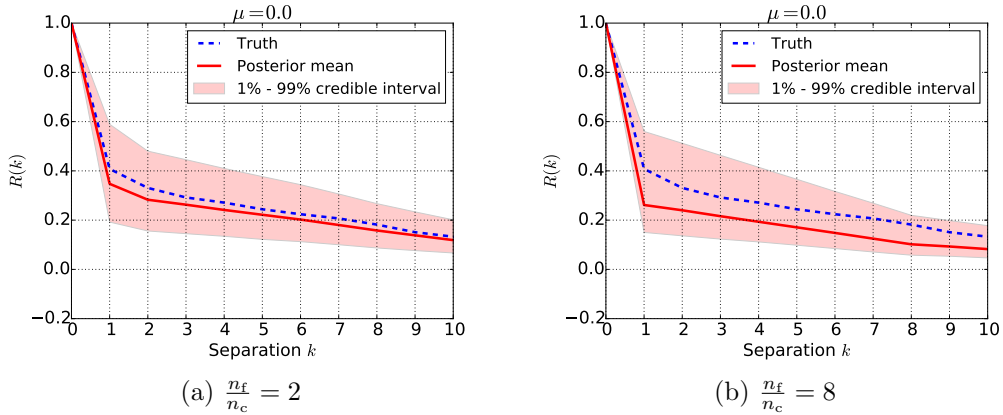 μ=0.0
1.0
0.8
0.6
0.4
0.2
0.0
−0.2
R(k)
Truth
Posterior mean
1% - 99% credible interval
0 1 2 3 4 5 6 7 8 9 10
Separation k
(a) n_f/n_c = 2
μ=0.0
1.0
0.8
0.6
0.4
0.2
0.0
−0.2
R(k)
Truth
Posterior mean
1% - 99% credible interval
0 1 2 3 4 5 6 7 8 9 10
Separation k
(b) n_f/n_c = 8